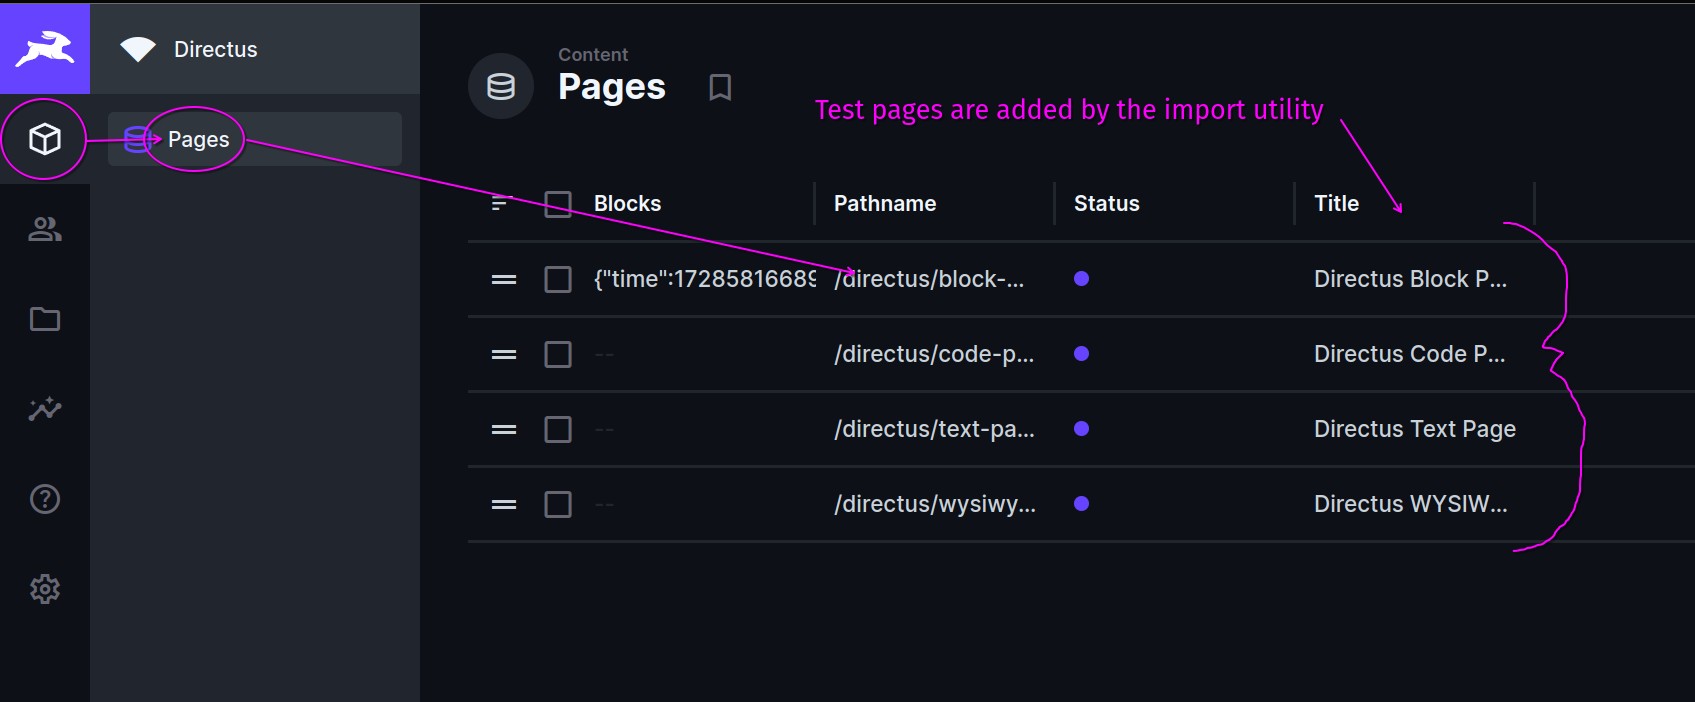 Directus
Pages
Content
Pages
Test pages are added by the import utility
Blocks Pathname Status Title
{"time":17285816689 /directus/block-... Directus Block P...
-- /directus/code-p... Directus Code P...
-- /directus/text-pa... Directus Text Page
-- /directus/wysiwy... Directus WYSIW...